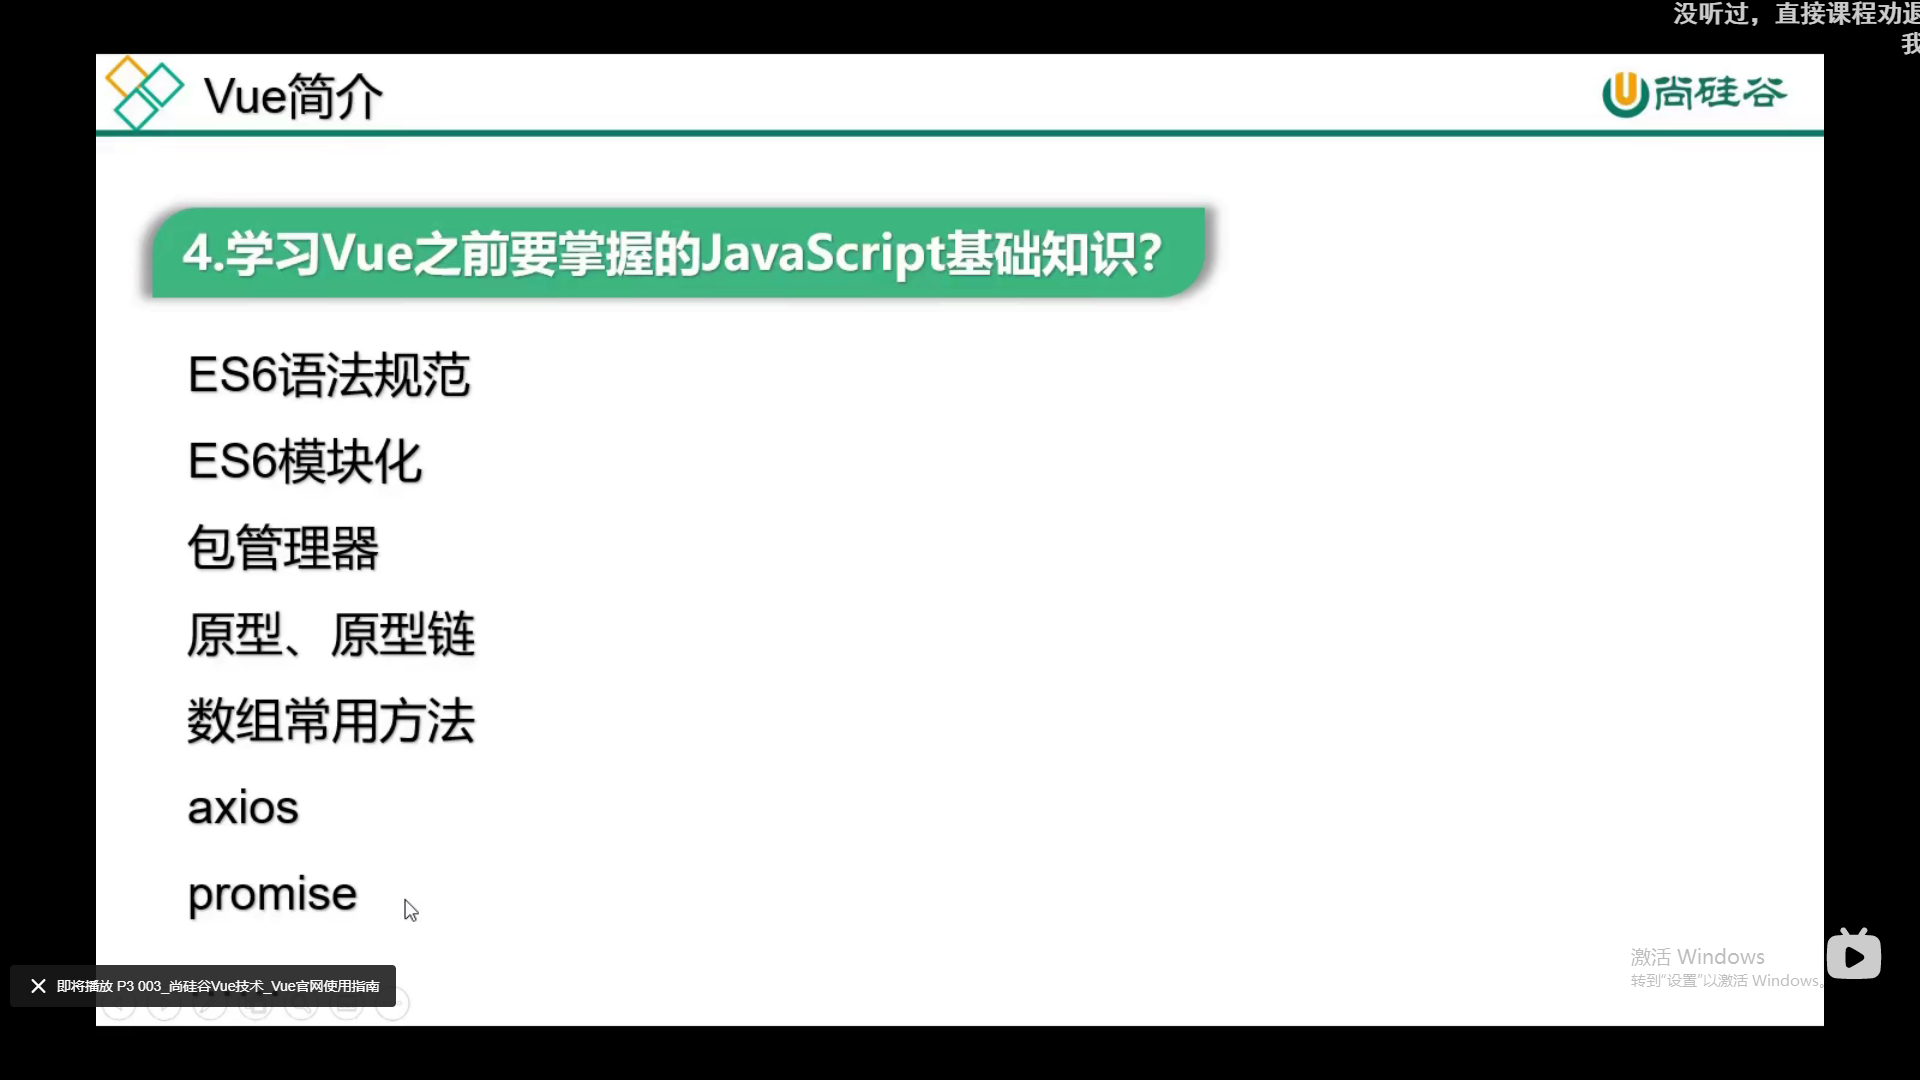 没听过，直接课程劝退
我
Vue简介
尚硅谷
4.学习Vue之前要掌握的JavaScript基础知识？
ES6语法规范
ES6模块化
包管理器
原型、原型链
数组常用方法
axios
promise
激活 Windows
转到“设置”以激活 Windows。
即将播放 P3 003_尚硅谷Vue技术_Vue官网使用指南